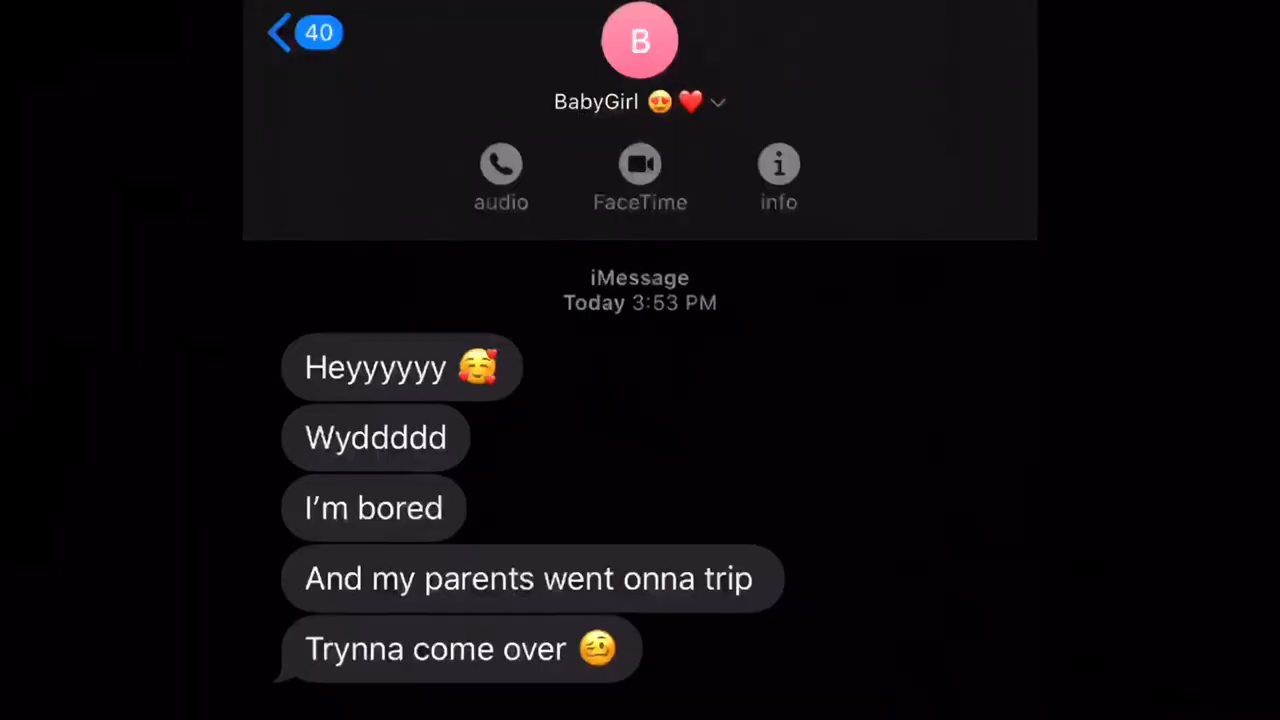 40
B
BabyGirl 😍❤️
audio FaceTime info
iMessage
Today 3:53 PM
Heyyyyyy 🥰
Wyddddd
I’m bored
And my parents went onna trip
Trynna come over 🥴